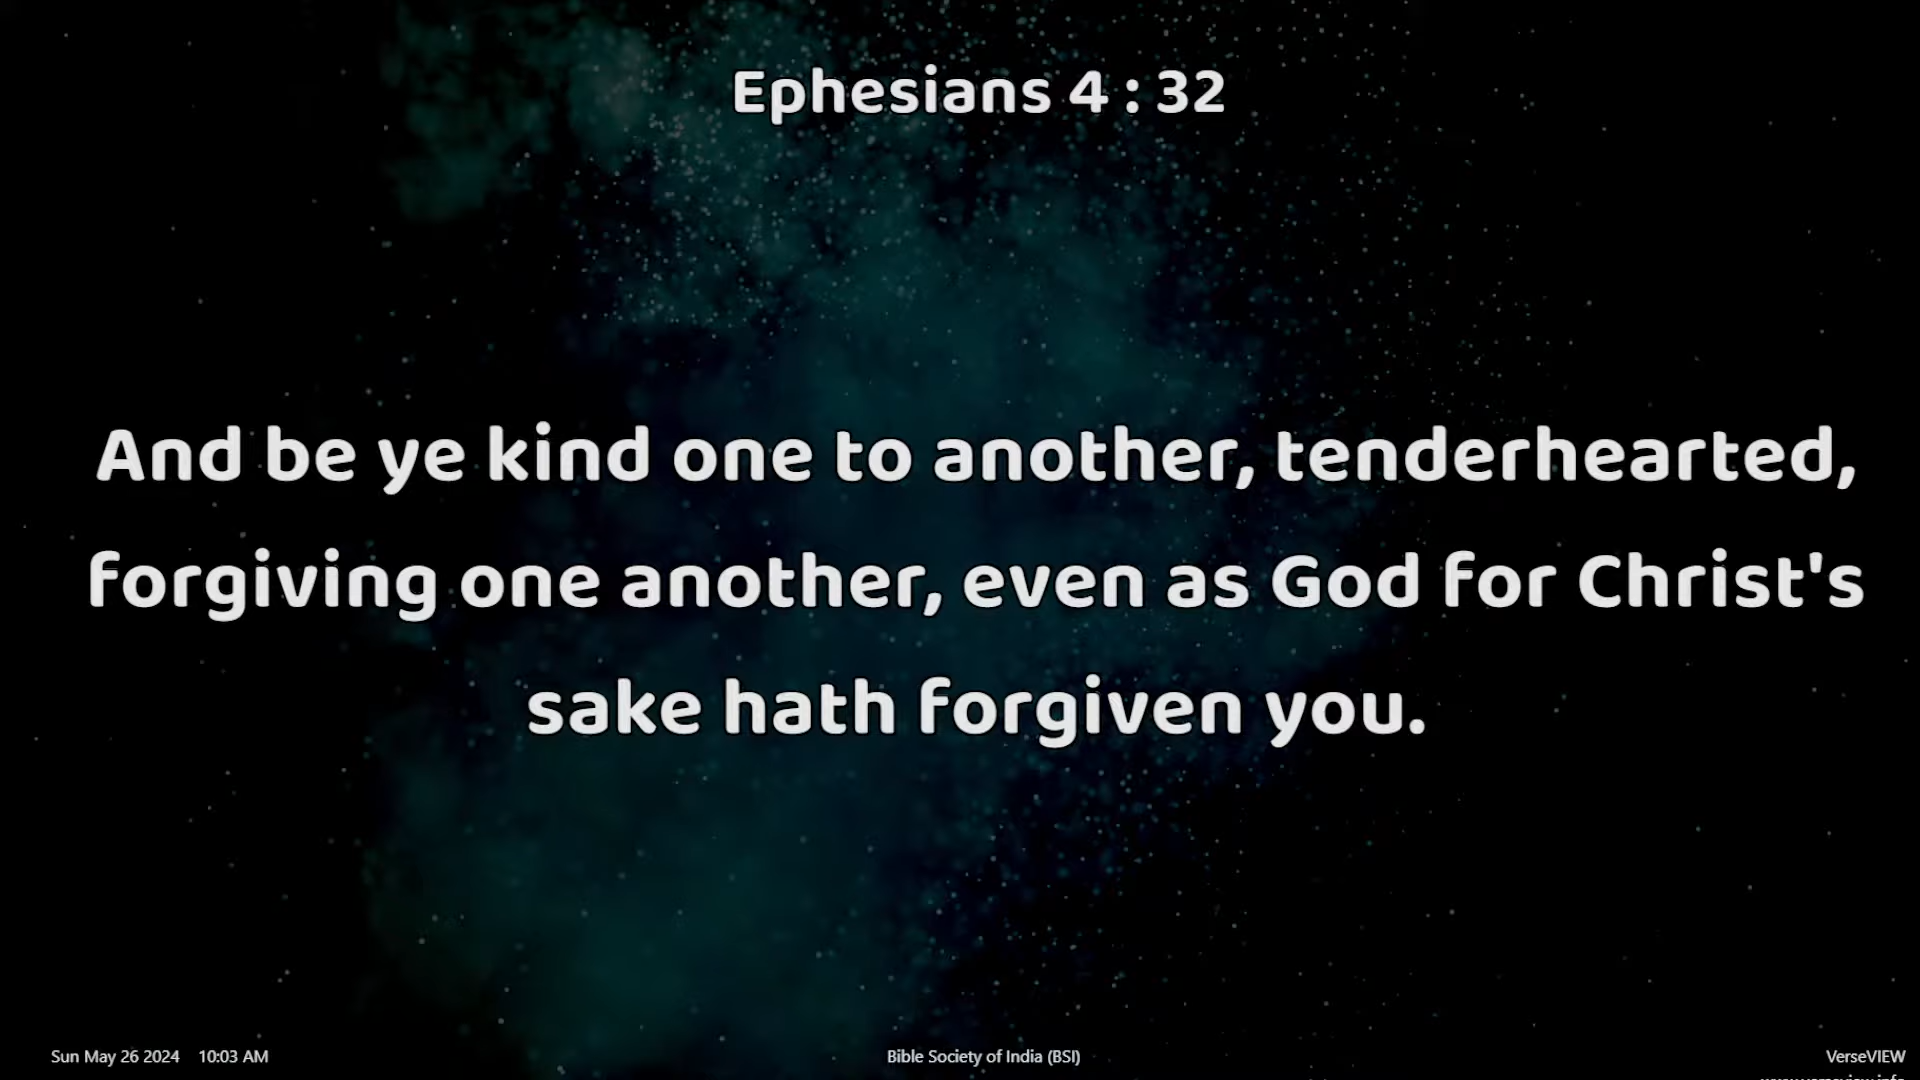 Ephesians 4 : 32
And be ye kind one to another, tenderhearted,
forgiving one another, even as God for Christ's
sake hath forgiven you.
Sun May 26 2024 10:03 AM
Bible Society of India (BSI)
VerseVIEW